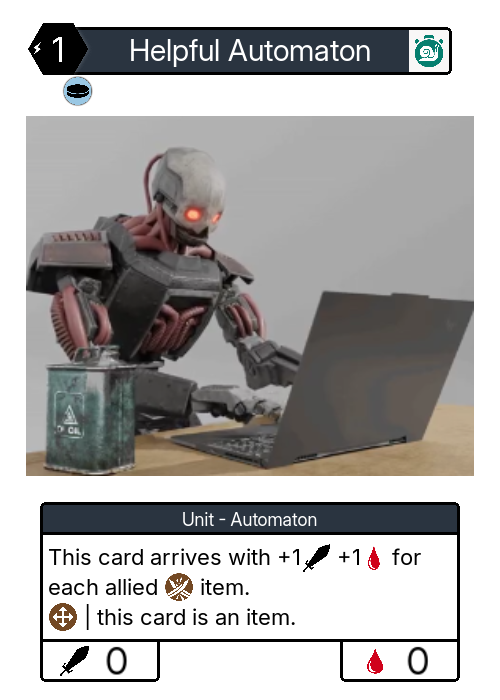 1 Helpful Automaton
OIL
Unit - Automaton
This card arrives with +1 +1 for
each allied item.
| this card is an item.
0 0